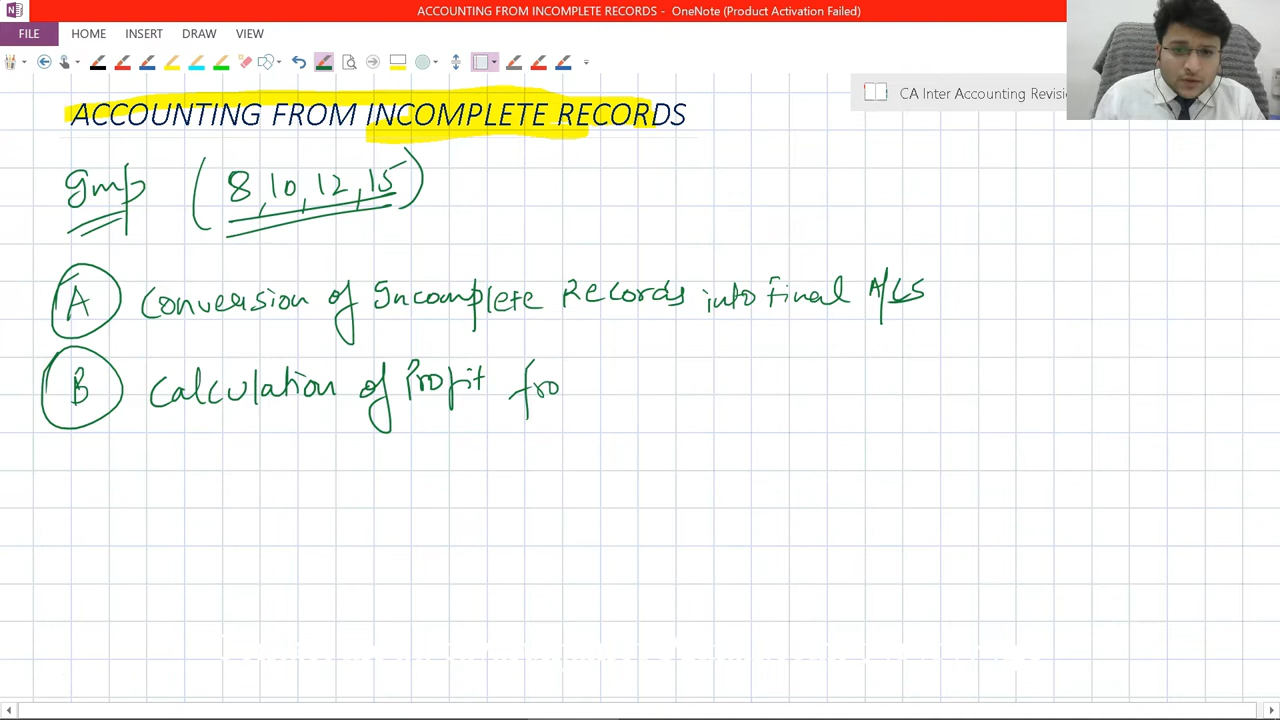 ACCOUNTING FROM INCOMPLETE RECORDS - OneNote (Product Activation Failed)
FILE HOME INSERT DRAW VIEW
ACCOUNTING FROM INCOMPLETE RECORDS
CA Inter Accounting Revisi
Imp (8, 10, 12, 15)
A Conversion of Incomplete Records into Final A/cs
B Calculation of Profit fro